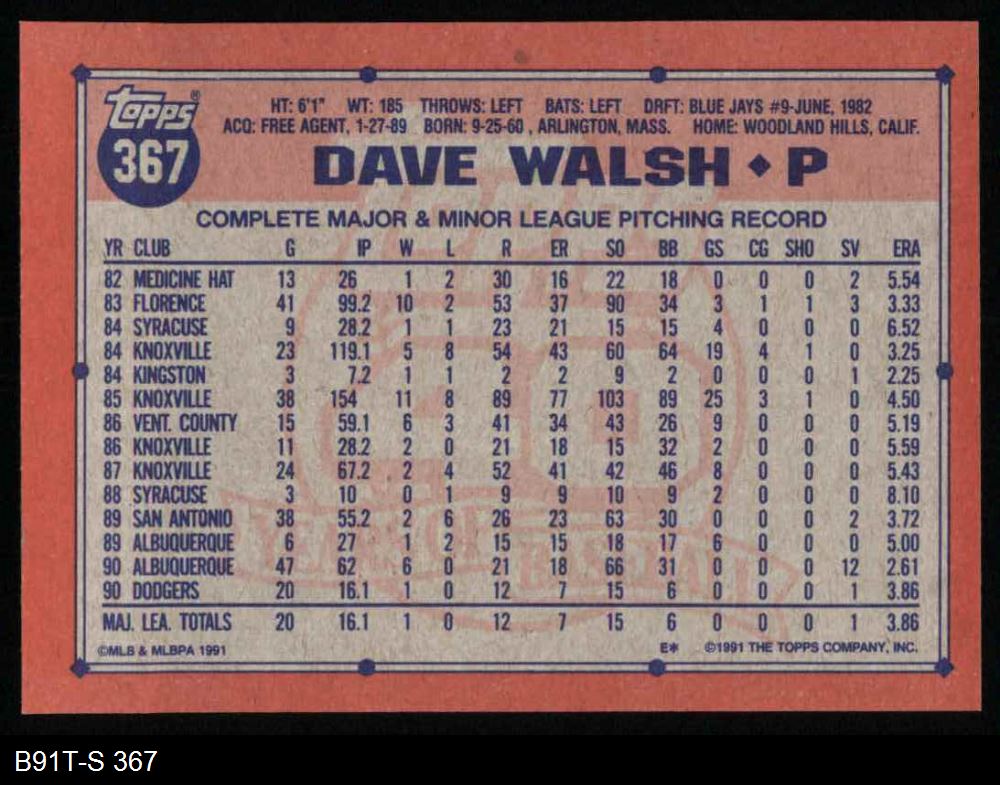 Topps®
367
HT: 6'1" WT: 185 THROWS: LEFT BATS: LEFT DRFT: BLUE JAYS #9-JUNE, 1982
ACQ: FREE AGENT, 1-27-89 BORN: 9-25-60, ARLINGTON, MASS. HOME: WOODLAND HILLS, CALIF.
DAVE WALSH ♦ P
COMPLETE MAJOR & MINOR LEAGUE PITCHING RECORD
YR CLUB G IP W L R ER SO BB GS CG SHO SV ERA
82 MEDICINE HAT 13 26 1 2 30 16 22 18 0 0 0 2 5.54
83 FLORENCE 41 99.2 10 2 53 37 90 34 3 1 1 3 3.33
84 SYRACUSE 9 28.2 1 1 23 21 15 15 4 0 0 0 6.52
84 KNOXVILLE 23 119.1 5 8 54 43 60 64 19 4 1 0 3.25
84 KINGSTON 3 7.2 1 1 2 2 9 2 0 0 0 1 2.25
85 KNOXVILLE 38 154 11 8 89 77 103 89 25 3 1 0 4.50
86 VENT. COUNTY 15 59.1 6 3 41 34 43 26 9 0 0 0 5.19
86 KNOXVILLE 11 28.2 2 0 21 18 15 32 2 0 0 0 5.59
87 KNOXVILLE 24 67.2 2 4 52 41 42 46 8 0 0 0 5.43
88 SYRACUSE 3 10 0 1 9 9 10 9 2 0 0 0 8.10
89 SAN ANTONIO 38 55.2 2 6 26 23 63 30 0 0 0 2 3.72
89 ALBUQUERQUE 6 27 1 2 15 15 18 17 6 0 0 0 5.00
90 ALBUQUERQUE 47 62 6 0 21 18 66 31 0 0 0 12 2.61
90 DODGERS 20 16.1 1 0 12 7 15 6 0 0 0 1 3.86
MAJ. LEA. TOTALS 20 16.1 1 0 12 7 15 6 0 0 0 1 3.86
©MLB & MLBPA 1991 E* ©1991 THE TOPPS COMPANY, INC.
Topps
40
YEARS OF BASEBALL
B91T-S 367